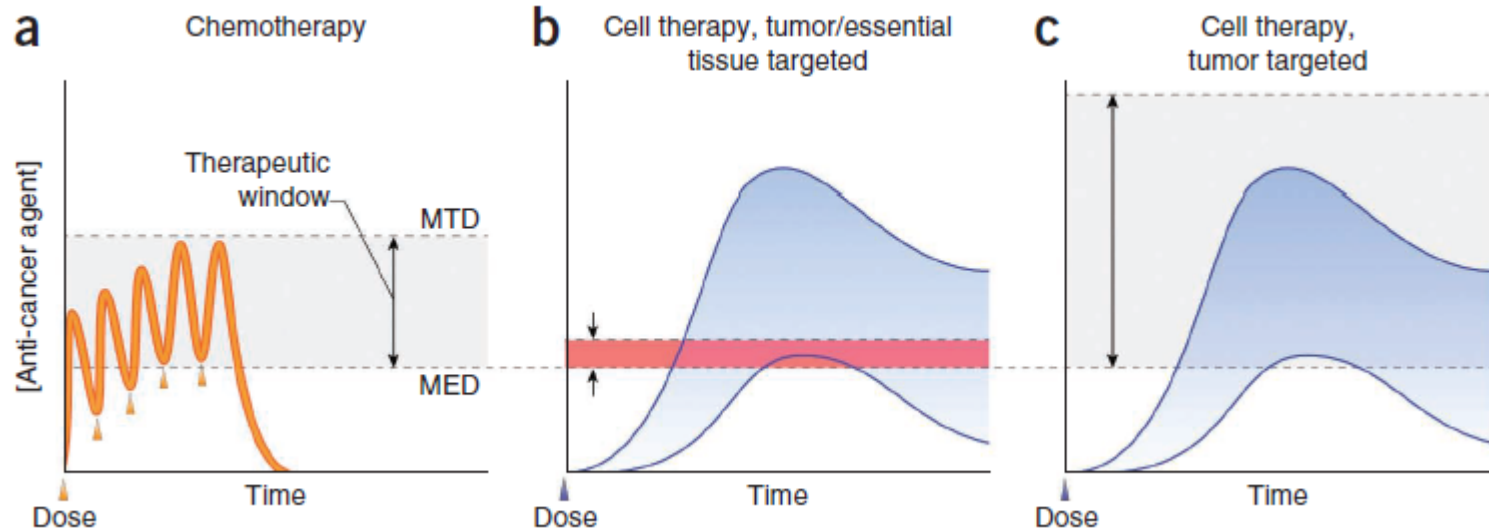 a
Chemotherapy
[Anti-cancer agent]
Therapeutic
window
MTD
MED
Time
Dose
b
Cell therapy, tumor/essential
tissue targeted
Time
Dose
c
Cell therapy,
tumor targeted
Time
Dose